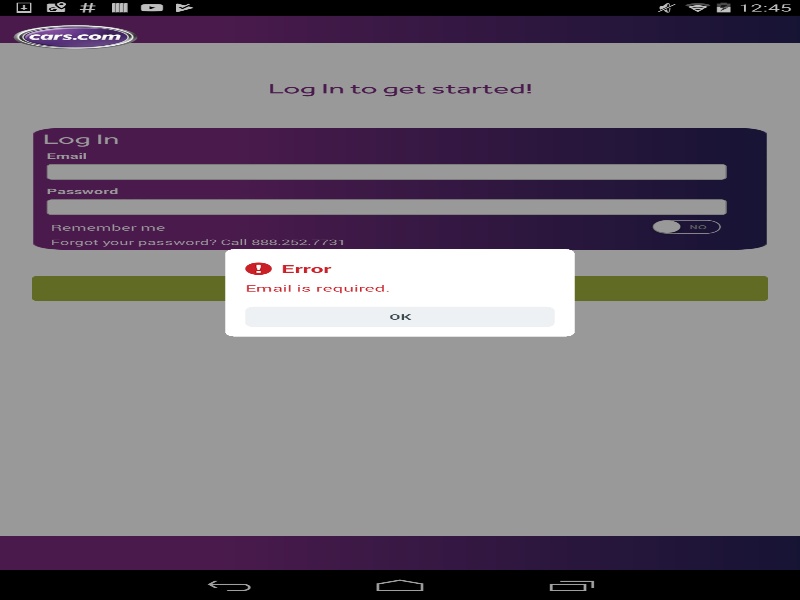 12:45
cars.com
Log In to get started!
Log In
Email
Password
Remember me
NO
Forgot your password? Call 888.252.7731
Error
Email is required.
OK